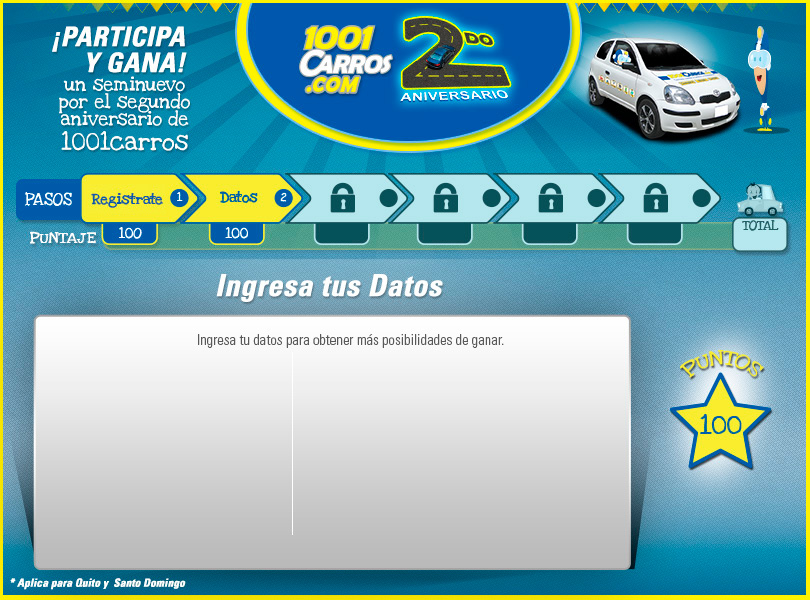 ¡PARTICIPA
Y GANA!
un seminuevo
por el segundo
aniversario de
1001carros
1001
CARROS
.COM
2DO
ANIVERSARIO
PASOS
Registrate 1
Datos 2
PUNTAJE
100
100
TOTAL
Ingresa tus Datos
Ingresa tu datos para obtener más posibilidades de ganar.
PUNTOS
100
* Aplica para Quito y Santo Domingo